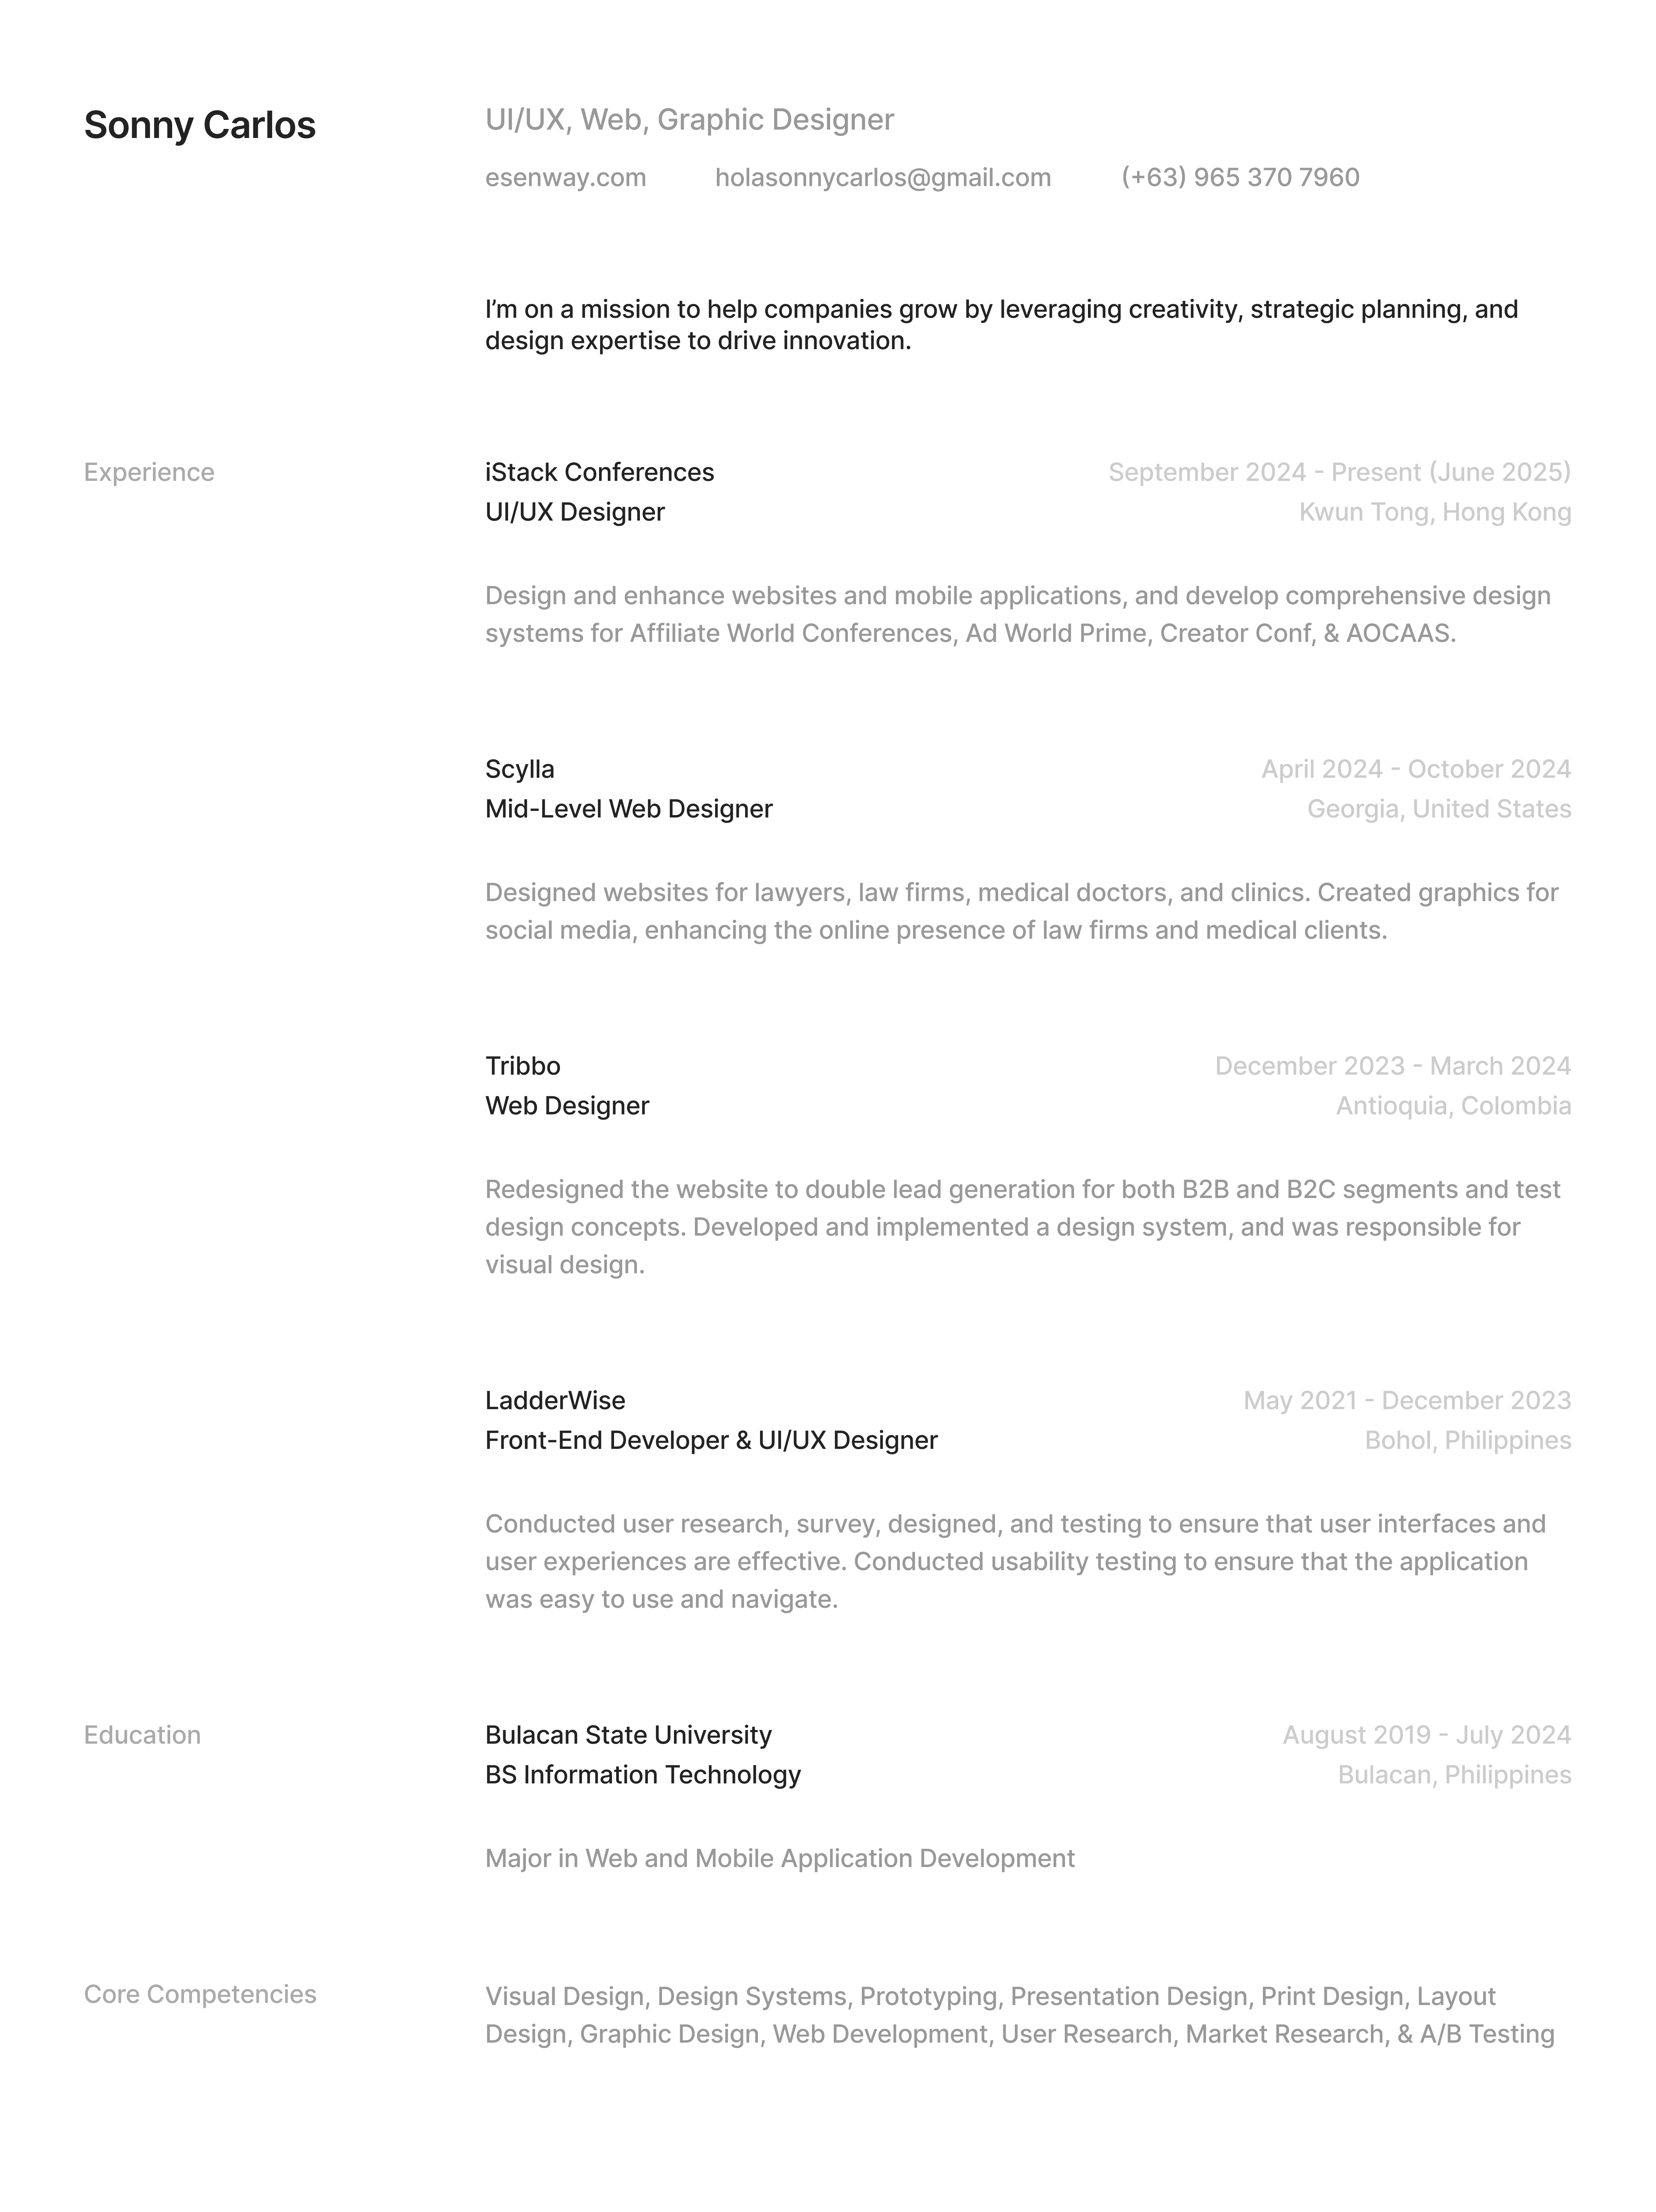 Sonny Carlos
UI/UX, Web, Graphic Designer
esenway.com holasonnycarlos@gmail.com (+63) 965 370 7960
I’m on a mission to help companies grow by leveraging creativity, strategic planning, and
design expertise to drive innovation.
Experience
iStack Conferences September 2024 - Present (June 2025)
UI/UX Designer Kwun Tong, Hong Kong
Design and enhance websites and mobile applications, and develop comprehensive design
systems for Affiliate World Conferences, Ad World Prime, Creator Conf, & AOCAAS.
Scylla April 2024 - October 2024
Mid-Level Web Designer Georgia, United States
Designed websites for lawyers, law firms, medical doctors, and clinics. Created graphics for
social media, enhancing the online presence of law firms and medical clients.
Tribbo December 2023 - March 2024
Web Designer Antioquia, Colombia
Redesigned the website to double lead generation for both B2B and B2C segments and test
design concepts. Developed and implemented a design system, and was responsible for
visual design.
LadderWise May 2021 - December 2023
Front-End Developer & UI/UX Designer Bohol, Philippines
Conducted user research, survey, designed, and testing to ensure that user interfaces and
user experiences are effective. Conducted usability testing to ensure that the application
was easy to use and navigate.
Education
Bulacan State University August 2019 - July 2024
BS Information Technology Bulacan, Philippines
Major in Web and Mobile Application Development
Core Competencies
Visual Design, Design Systems, Prototyping, Presentation Design, Print Design, Layout
Design, Graphic Design, Web Development, User Research, Market Research, & A/B Testing